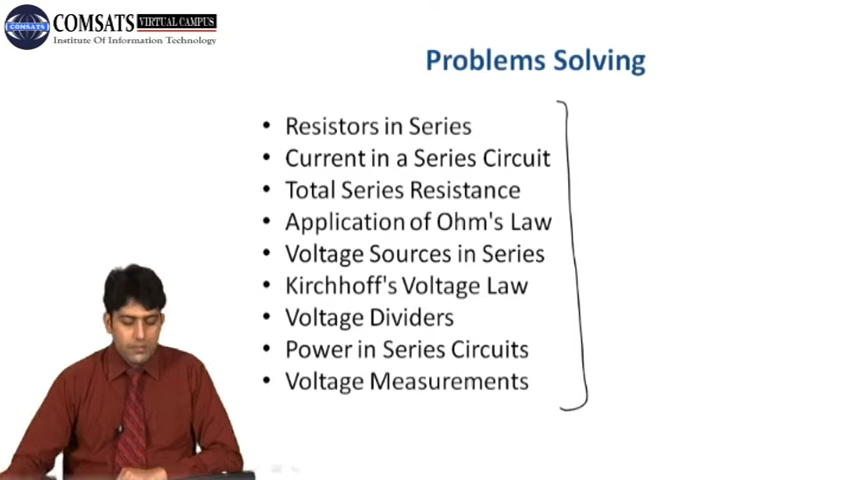 COMSATS VIRTUAL CAMPUS
Institute Of Information Technology
COMSATS
Problems Solving
• Resistors in Series
• Current in a Series Circuit
• Total Series Resistance
• Application of Ohm's Law
• Voltage Sources in Series
• Kirchhoff's Voltage Law
• Voltage Dividers
• Power in Series Circuits
• Voltage Measurements